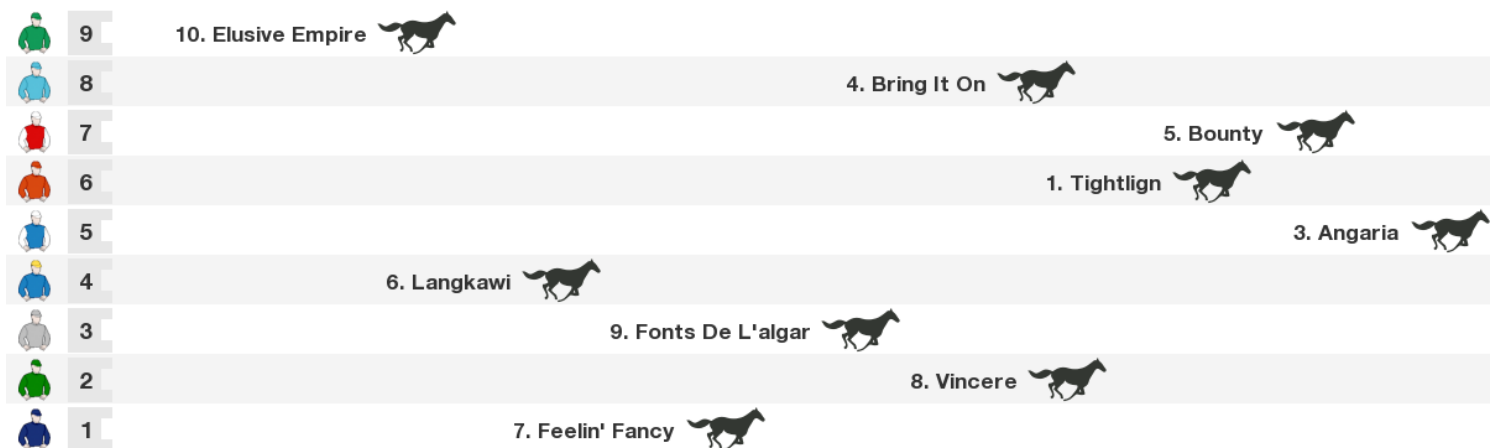 9 10. Elusive Empire
8 4. Bring It On
7 5. Bounty
6 1. Tightlign
5 3. Angaria
4 6. Langkawi
3 9. Fonts De L'algar
2 8. Vincere
1 7. Feelin' Fancy